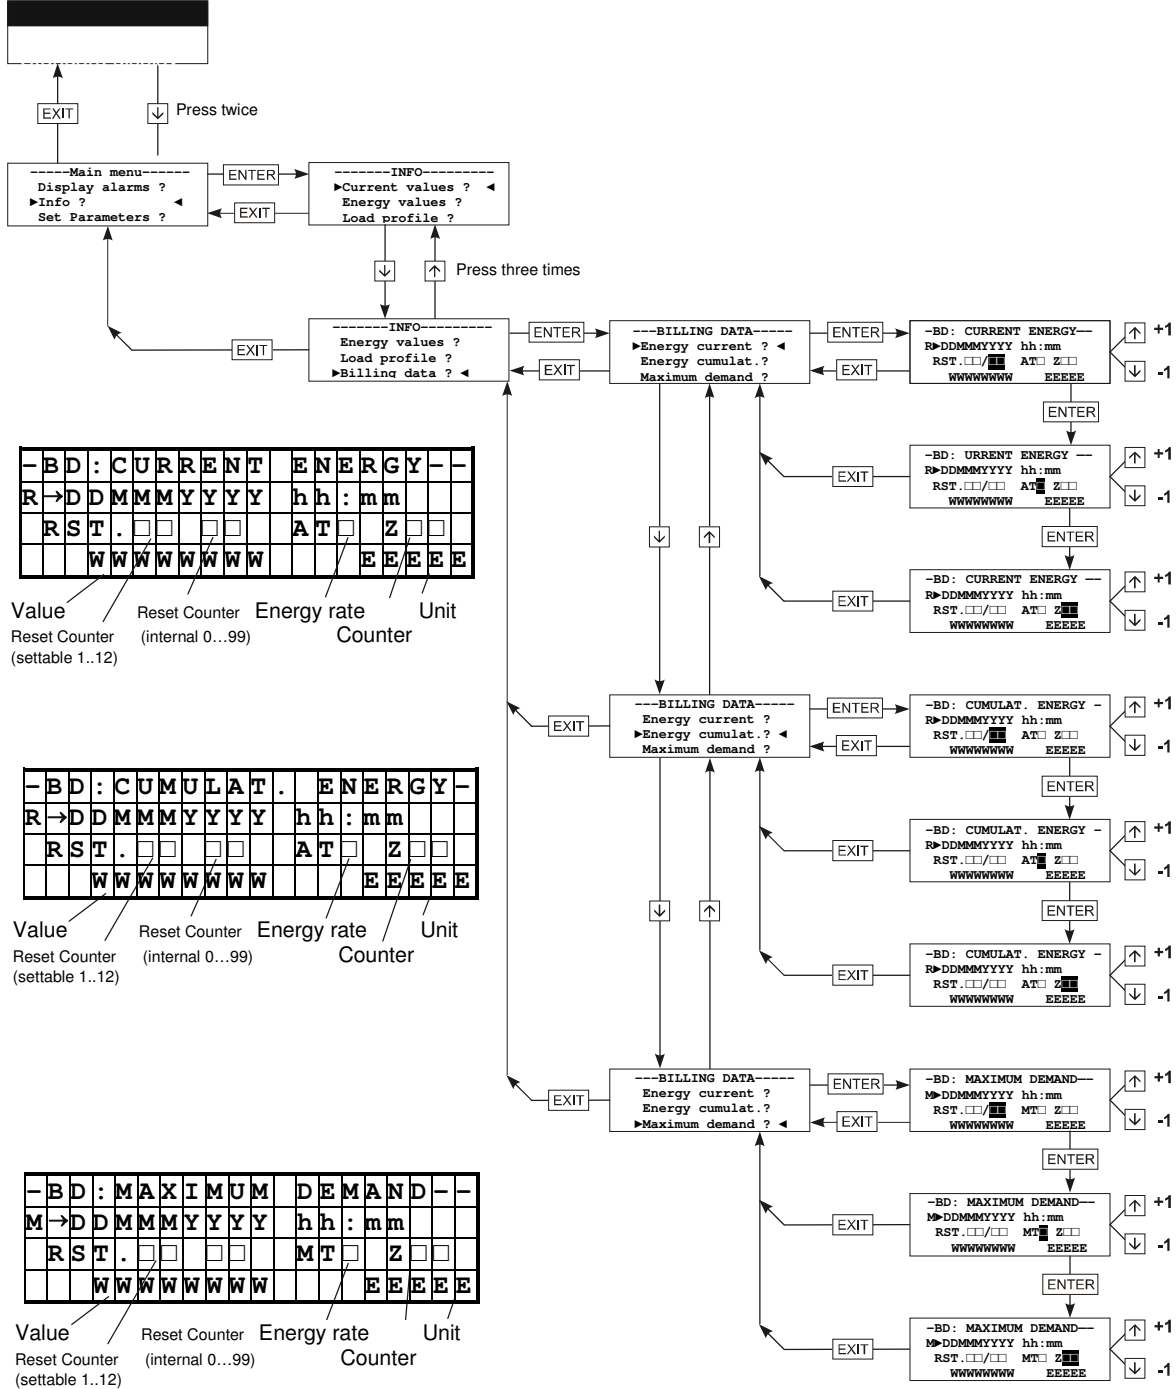 EXIT
↓ Press twice
-----Main menu------
Display alarms ?
►Info ? ◄
Set Parameters ?
ENTER
EXIT
-------INFO---------
►Current values ? ◄
Energy values ?
Load profile ?
↓ ↑ Press three times
EXIT
-------INFO---------
Energy values ?
Load profile ?
►Billing data ? ◄
ENTER
EXIT
---BILLING DATA-----
►Energy current ? ◄
Energy cumulat.?
Maximum demand ?
ENTER
EXIT
–BD: CURRENT ENERGY––
R►DDMMMYYYY hh:mm
RST.□□/■■ AT□ Z□□
WWWWWWWW EEEEE
↑ +1
↓ -1
ENTER
–BD: URRENT ENERGY ––
R►DDMMMYYYY hh:mm
RST.□□/□□ AT■ Z□□
WWWWWWWW EEEEE
↑ +1
↓ -1
EXIT
ENTER
–BD: CURRENT ENERGY ––
R►DDMMMYYYY hh:mm
RST.□□/□□ AT□ Z■■
WWWWWWWW EEEEE
↑ +1
↓ -1
EXIT
↓ ↑
-BD:CURRENT ENERGY--
R→DDMMMYYYY hh:mm
RST.□□ □□ AT□ Z□□
WWWWWWWW EEEEE
Value
Reset Counter
(settable 1..12)
Reset Counter
(internal 0...99)
Energy rate
Counter
Unit
EXIT
---BILLING DATA-----
Energy current ?
►Energy cumulat.? ◄
Maximum demand ?
ENTER
EXIT
–BD: CUMULAT. ENERGY –
R►DDMMMYYYY hh:mm
RST.□□/■■ AT□ Z□□
WWWWWWWW EEEEE
↑ +1
↓ -1
ENTER
–BD: CUMULAT. ENERGY –
R►DDMMMYYYY hh:mm
RST.□□/□□ AT■ Z□□
WWWWWWWW EEEEE
↑ +1
↓ -1
EXIT
ENTER
–BD: CUMULAT. ENERGY –
R►DDMMMYYYY hh:mm
RST.□□/□□ AT□ Z■■
WWWWWWWW EEEEE
↑ +1
↓ -1
EXIT
↓ ↑
-BD:CUMULAT. ENERGY-
R→DDMMMYYYY hh:mm
RST.□□ □□ AT□ Z□□
WWWWWWWW EEEEE
Value
Reset Counter
(settable 1..12)
Reset Counter
(internal 0...99)
Energy rate
Counter
Unit
EXIT
---BILLING DATA-----
Energy current ?
Energy cumulat.?
►Maximum demand ? ◄
ENTER
EXIT
–BD: MAXIMUM DEMAND––
M►DDMMMYYYY hh:mm
RST.□□/■■ MT□ Z□□
WWWWWWWW EEEEE
↑ +1
↓ -1
ENTER
–BD: MAXIMUM DEMAND––
M►DDMMMYYYY hh:mm
RST.□□/□□ MT■ Z□□
WWWWWWWW EEEEE
↑ +1
↓ -1
EXIT
ENTER
–BD: MAXIMUM DEMAND––
M►DDMMMYYYY hh:mm
RST.□□/□□ MT□ Z■■
WWWWWWWW EEEEE
↑ +1
↓ -1
EXIT
-BD:MAXIMUM DEMAND--
M→DDMMMYYYY hh:mm
RST.□□ □□ MT□ Z□□
WWWWWWWW EEEEE
Value
Reset Counter
(settable 1..12)
Reset Counter
(internal 0...99)
Energy rate
Counter
Unit